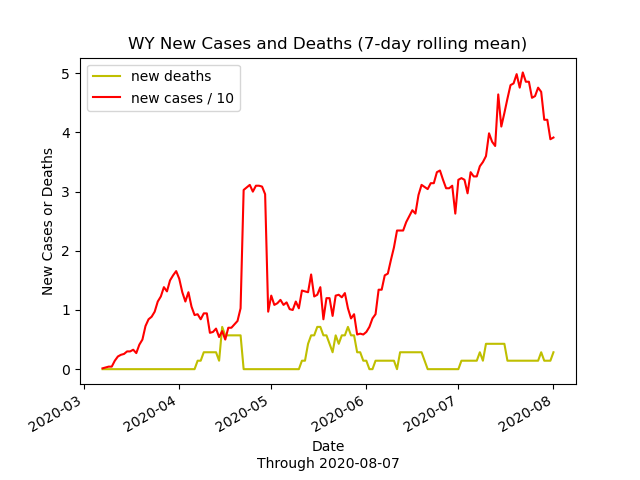 WY New Cases and Deaths (7-day rolling mean)
new deaths
new cases / 10
New Cases or Deaths
5
4
3
2
1
0
2020-03
2020-04
2020-05
2020-06
2020-07
2020-08
Date
Through 2020-08-07